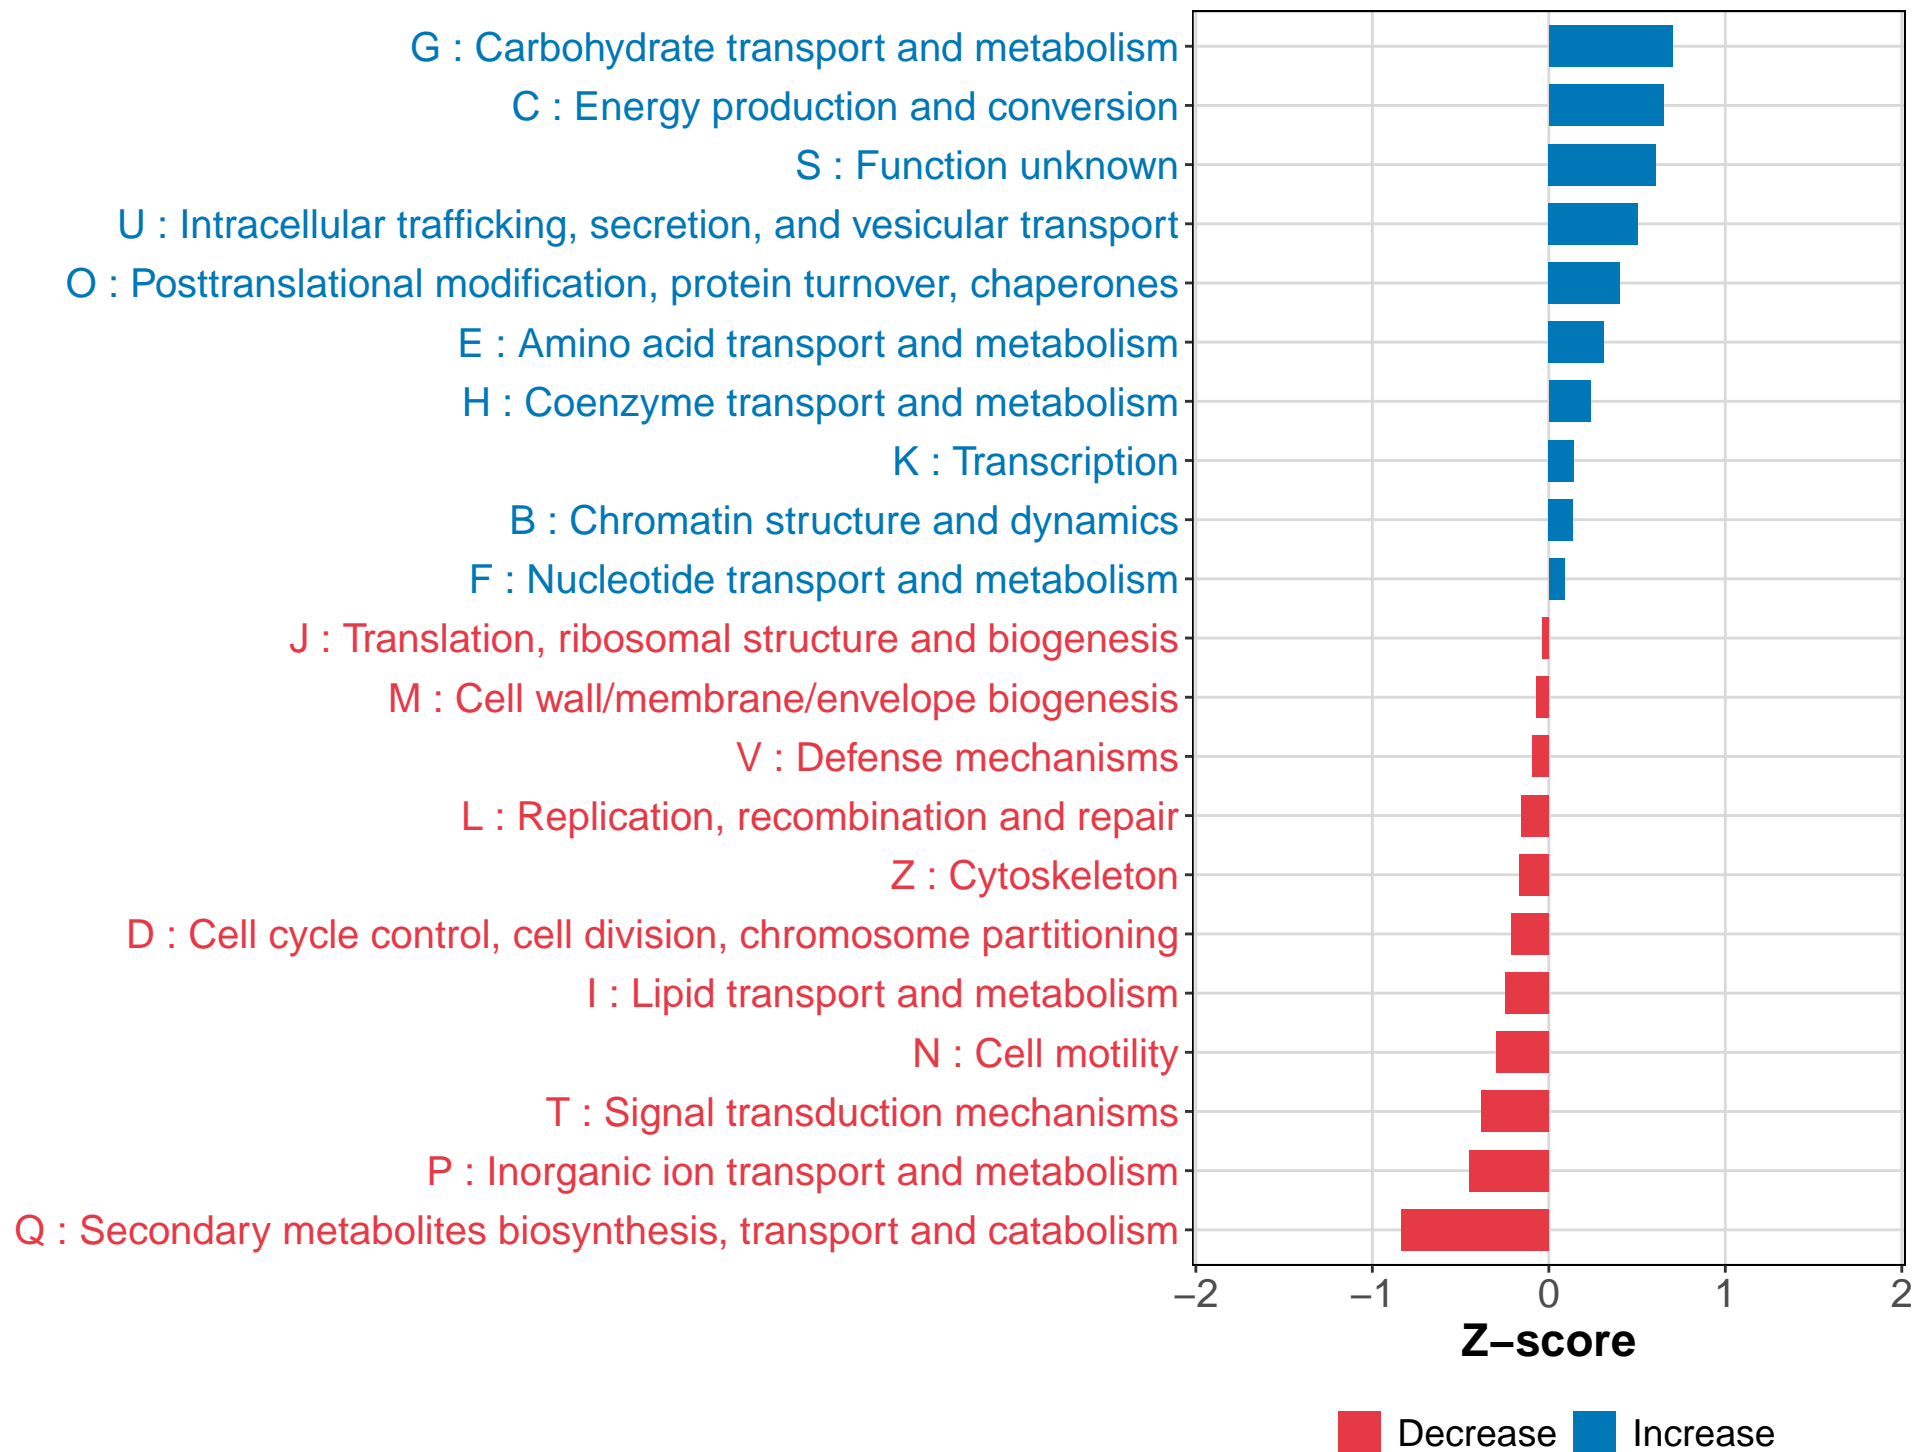 G : Carbohydrate transport and metabolism
C : Energy production and conversion
S : Function unknown
U : Intracellular trafficking, secretion, and vesicular transport
O : Posttranslational modification, protein turnover, chaperones
E : Amino acid transport and metabolism
H : Coenzyme transport and metabolism
K : Transcription
B : Chromatin structure and dynamics
F : Nucleotide transport and metabolism
J : Translation, ribosomal structure and biogenesis
M : Cell wall/membrane/envelope biogenesis
V : Defense mechanisms
L : Replication, recombination and repair
Z : Cytoskeleton
D : Cell cycle control, cell division, chromosome partitioning
I : Lipid transport and metabolism
N : Cell motility
T : Signal transduction mechanisms
P : Inorganic ion transport and metabolism
Q : Secondary metabolites biosynthesis, transport and catabolism
−2 −1 0 1 2
Z−score
Decrease Increase